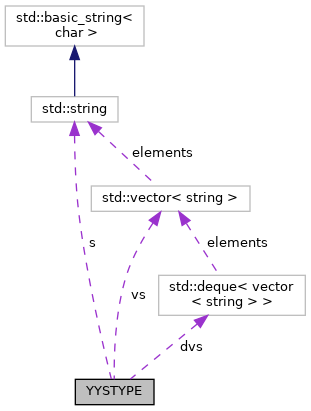 std::basic_string<
char >
std::string
elements
std::vector< string >
s
elements
std::deque< vector
< string > >
vs
dvs
YYSTYPE